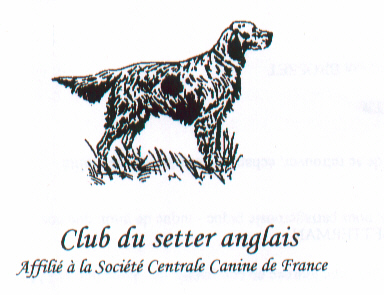 Club du setter anglais
Affilié à la Société Centrale Canine de France